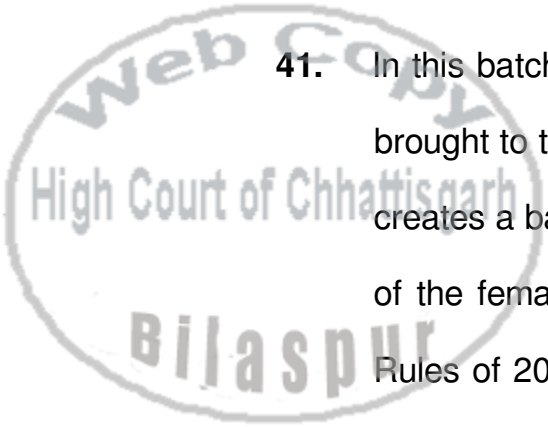 Web Copy
High Court of Chhattisgarh
Bilaspur
41. In this batch
brought to t
creates a ba
of the fema
Rules of 20